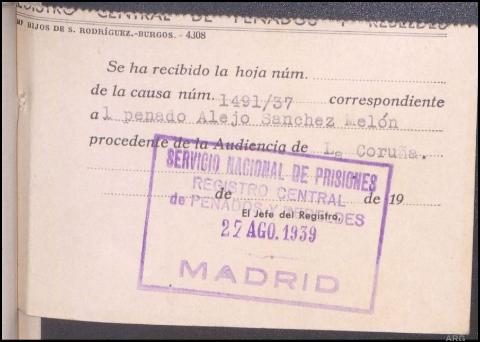 REGISTRO CENTRAL DE PENADOS Y REBELDES
HIJOS DE S. RODRÍGUEZ.-BURGOS. - 4308
Se ha recibido la hoja núm.
de la causa núm. 1491/37 correspondiente
al penado Alejo Sanchez Melón
procedente de la Audiencia de La Coruña.
SERVICIO NACIONAL DE PRISIONES
REGISTRO CENTRAL
de de 19
de PENADOS Y REBELDES
El Jefe del Registro,
27 AGO. 1939
MADRID
ARG